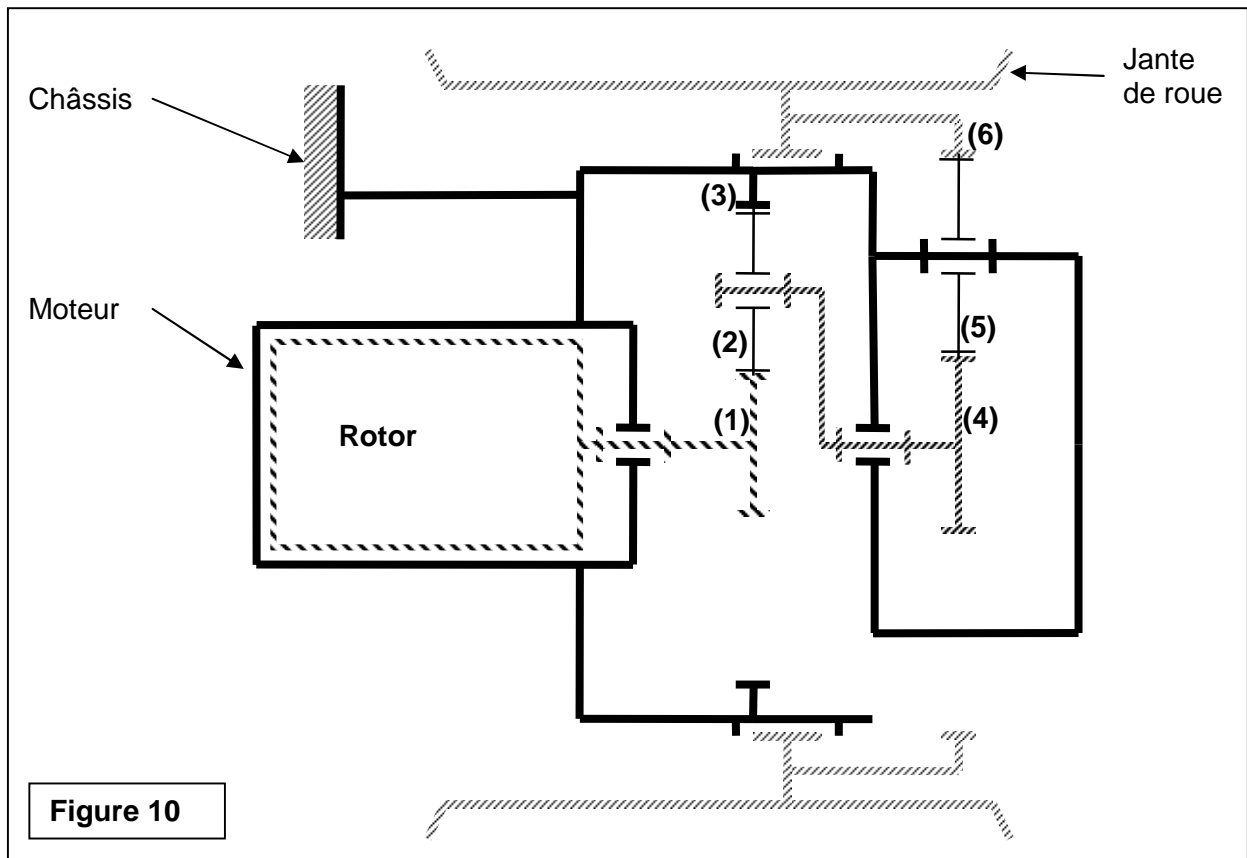 Jante
de roue
Châssis
(6)
(3)
Moteur
(5)
(2)
(1)
(4)
Rotor
Figure 10